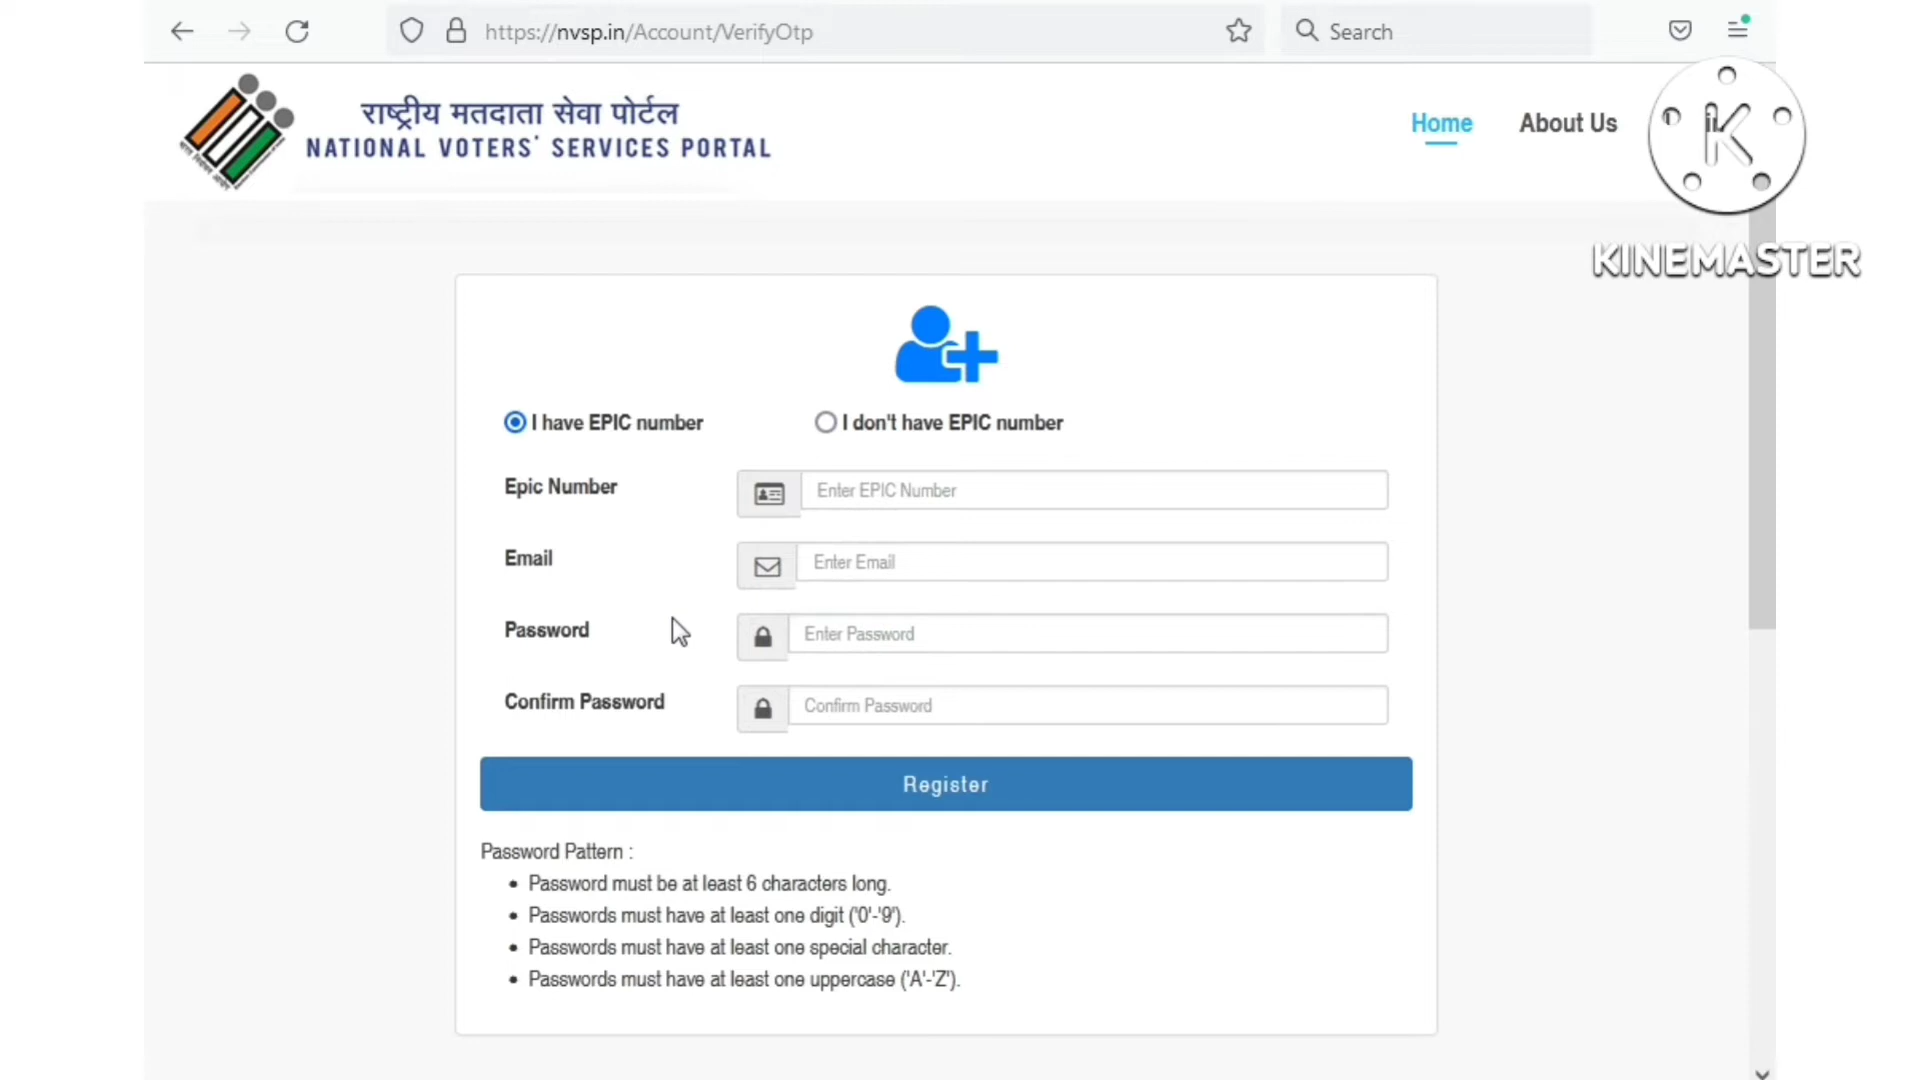 https://nvsp.in/Account/VerifyOtp
Search
राष्ट्रीय मतदाता सेवा पोर्टल
NATIONAL VOTERS' SERVICES PORTAL
Home
About Us
K
KINEMASTER
I have EPIC number
I don't have EPIC number
Epic Number
Enter EPIC Number
Email
Enter Email
Password
Enter Password
Confirm Password
Confirm Password
Register
Password Pattern :
• Password must be at least 6 characters long.
• Passwords must have at least one digit ('0'-'9').
• Passwords must have at least one special character.
• Passwords must have at least one uppercase ('A'-'Z').